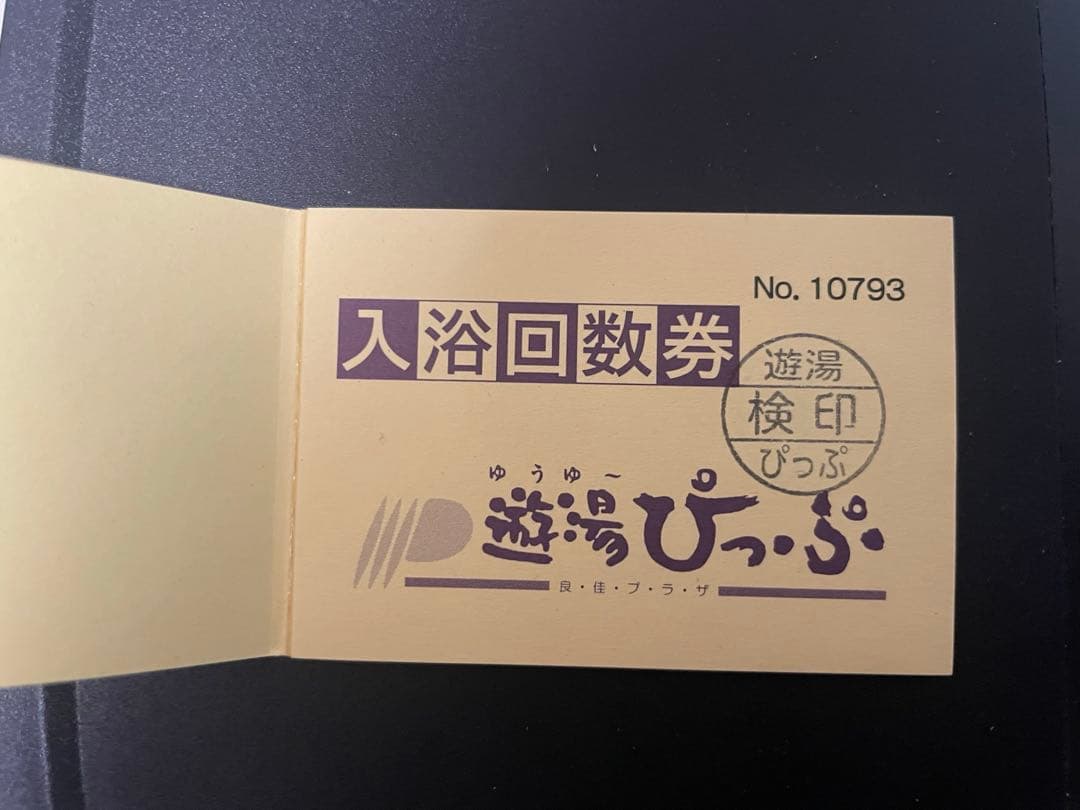 No. 10793
入浴回数券
遊湯
検印
ぴっぷ
ゆうゆ〜
遊湯ぴっぷ
良・佳・プ・ラ・ザ